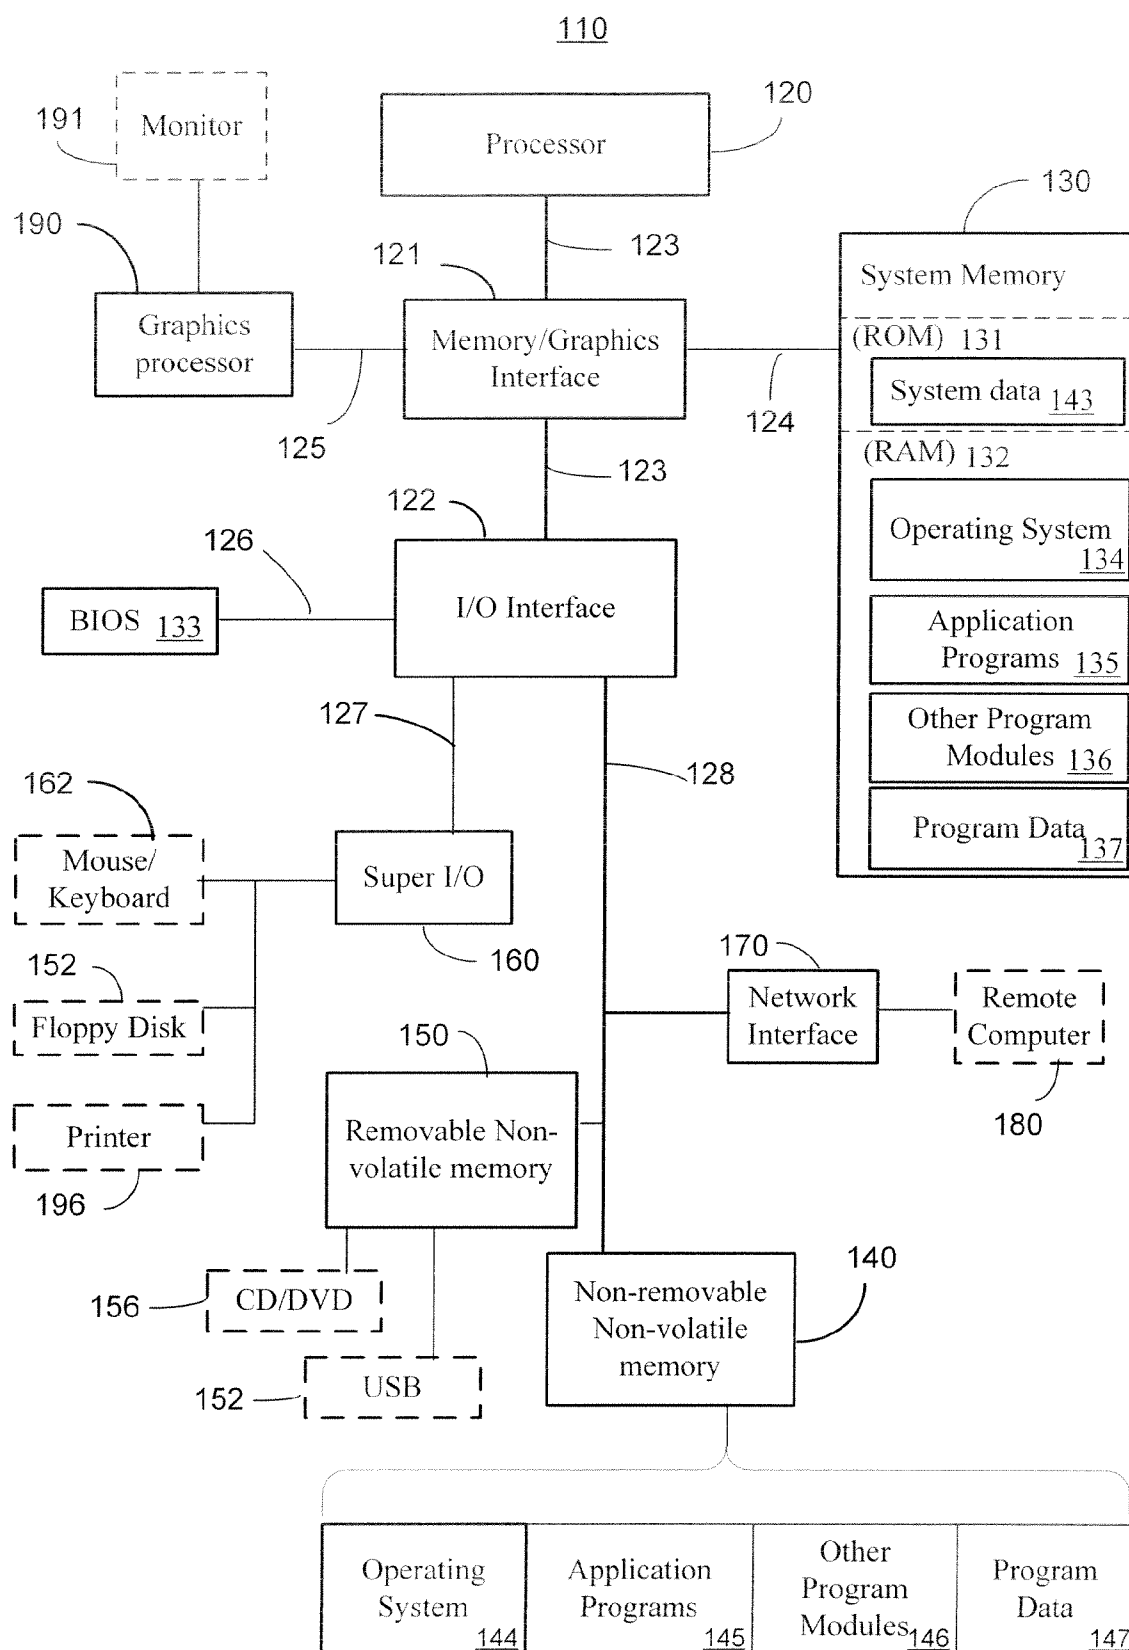 110
191
Monitor
Processor
120
190
Graphics
processor
121
123
Memory/Graphics
Interface
125
124
130
System Memory
(ROM) 131
System data 143
(RAM) 132
Operating System
134
Application
Programs 135
Other Program
Modules 136
Program Data
137
123
122
126
I/O Interface
BIOS 133
127
128
162
Mouse/
Keyboard
Super I/O
160
152
Floppy Disk
Printer
196
170
Network
Interface
Remote
Computer
180
150
Removable Non-
volatile memory
156
CD/DVD
152
USB
140
Non-removable
Non-volatile
memory
Operating
System
144
Application
Programs
145
Other
Program
Modules
146
Program
Data
147